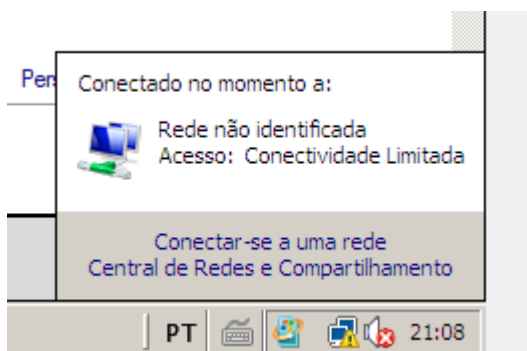 Pers
Conectado no momento a:
Rede não identificada
Acesso: Conectividade Limitada
Conectar-se a uma rede
Central de Redes e Compartilhamento
PT
21:08